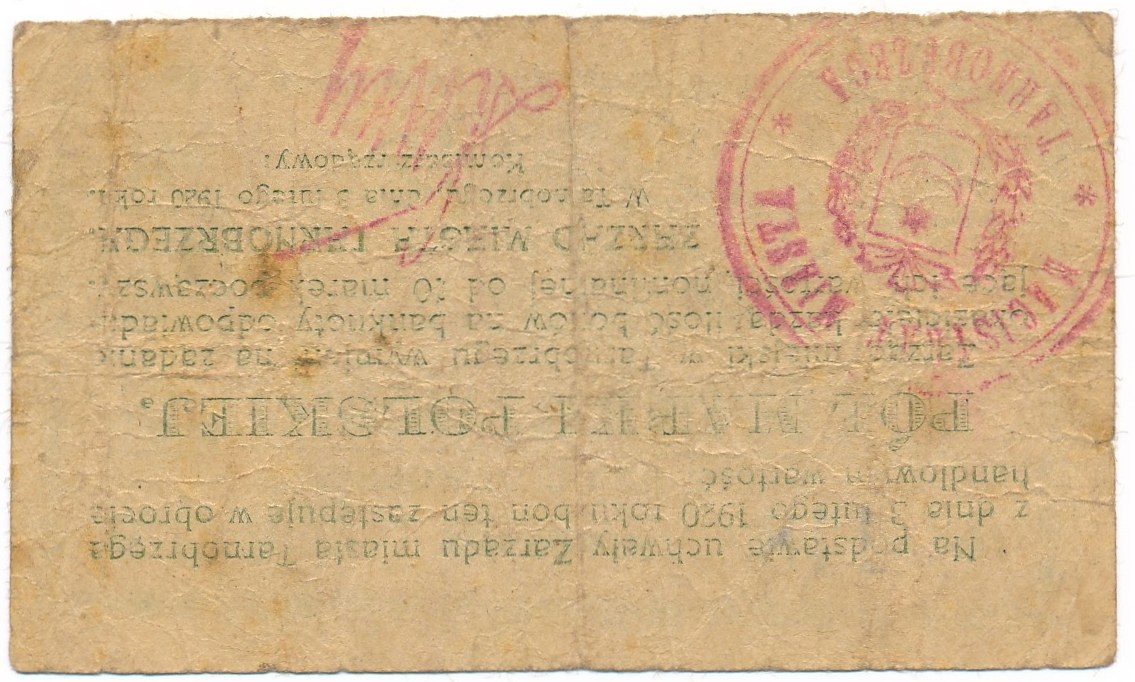 Na podstawie uchwały Zarządu miasta Tarnobrzega
z dnia 3 lutego 1920 roku bon ten zastępuje w obrocie
handlowym wartość
PÓŁ MARKI POLSKIEJ.
Zarząd miejski w Tarnobrzegu wymieni na żądanie
okaziciela każdą ilość bonów za banknoty odpowiada-
jące ich wartości nominalnej od 10 marek począwszy.
ZARZĄD MIASTA TARNOBRZEGA.
W Tarnobrzegu, dnia 3 lutego 1920 roku.
Komisarz rządowy:
MAGISTRAT MIASTA
* TARNOBRZEGA *